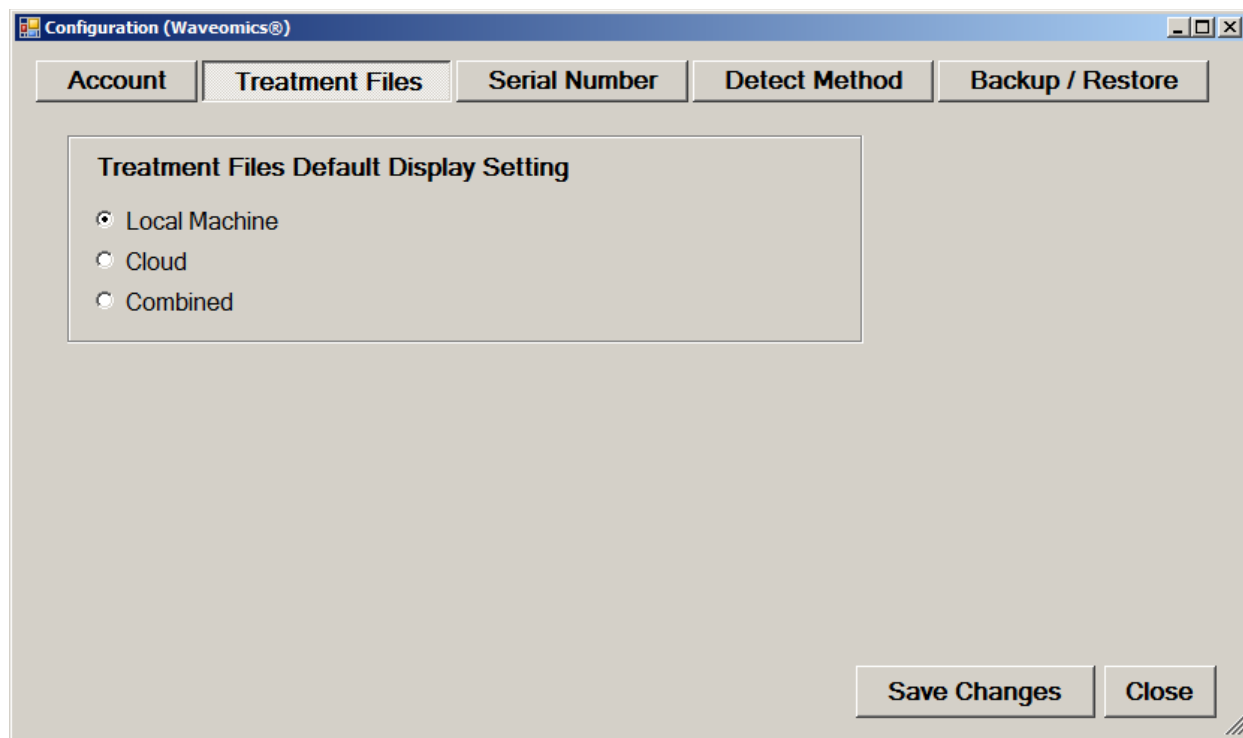 Configuration (Waveomics®)
Account Treatment Files Serial Number Detect Method Backup / Restore
Treatment Files Default Display Setting
Local Machine
Cloud
Combined
Save Changes Close